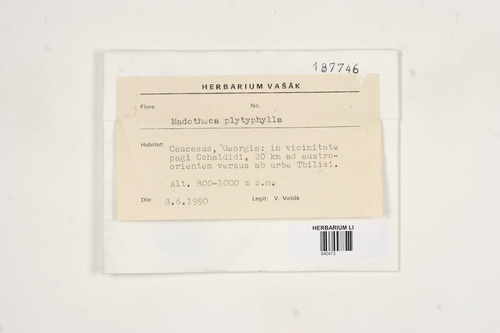 187746
HERBARIUM VAŠÁK
Flora No.
Madotheca plytyphylla
Habitat: Caucasus, Georgia: in vicinitate
pagi Cchaldidi, 20 km ad austro-
orientem versus ab urbe Tbilisi.
Alt. 800-1000 m s.m.
Die: 8.6.1990 Legit: V. Vašák
HERBARIUM LI
640473